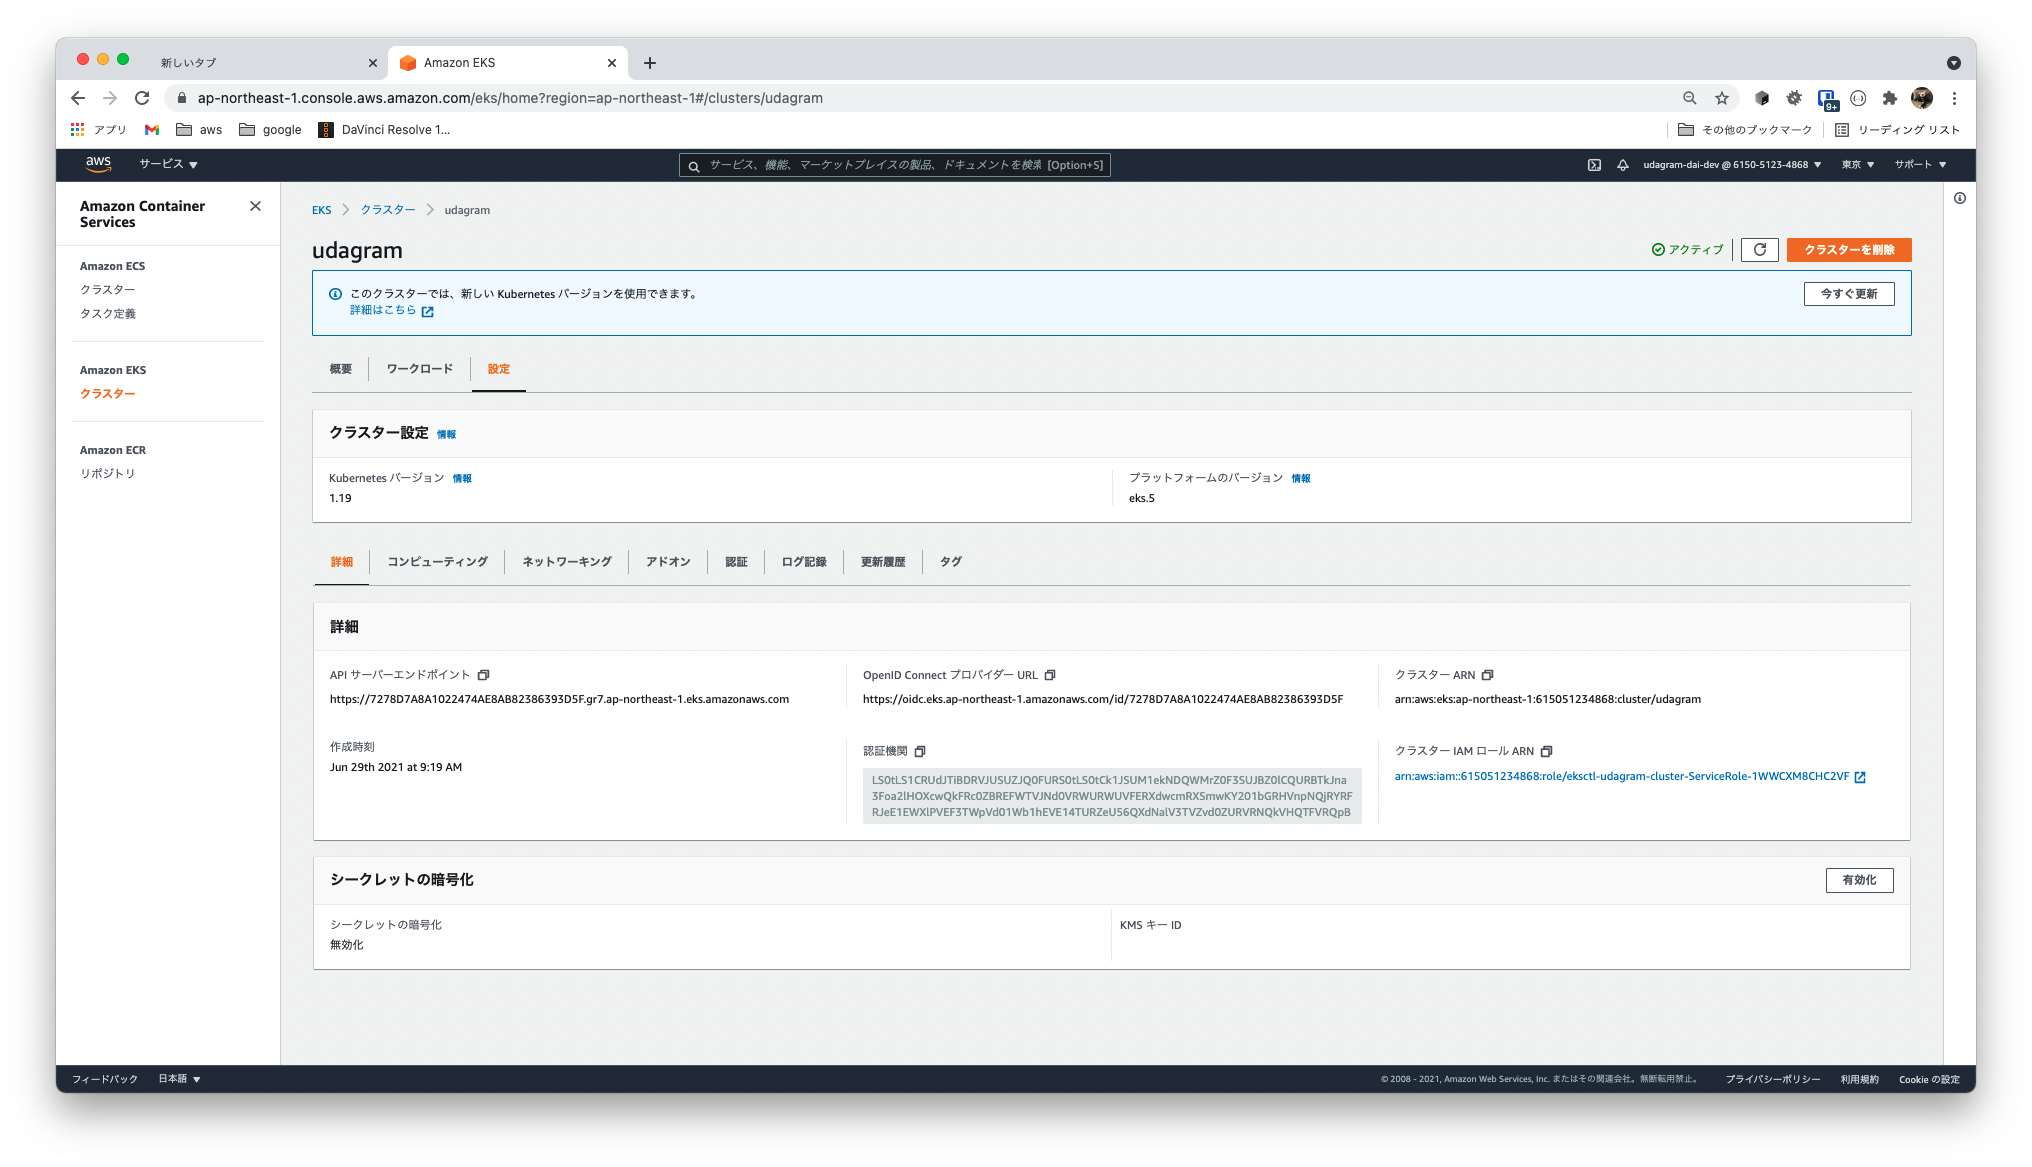 新しいタブ
Amazon EKS
ap-northeast-1.console.aws.amazon.com/eks/home?region=ap-northeast-1#/clusters/udagram
9+
アプリ
aws
google
DaVinci Resolve 1...
その他のブックマーク
リーディング リスト
aws
サービス
サービス、機能、マーケットプレイスの製品、ドキュメントを検索 [Option+S]
udagram-dai-dev @ 6150-5123-4868
東京
サポート
Amazon Container Services
Amazon ECS
クラスター
タスク定義
Amazon EKS
クラスター
Amazon ECR
リポジトリ
EKS
クラスター
udagram
udagram
アクティブ
クラスターを削除
このクラスターでは、新しい Kubernetes バージョンを使用できます。
詳細はこちら
今すぐ更新
概要
ワークロード
設定
クラスター設定 情報
Kubernetes バージョン 情報
1.19
プラットフォームのバージョン 情報
eks.5
詳細
コンピューティング
ネットワーキング
アドオン
認証
ログ記録
更新履歴
タグ
詳細
API サーバーエンドポイント
https://7278D7A8A1022474AE8AB82386393D5F.gr7.ap-northeast-1.eks.amazonaws.com
OpenID Connect プロバイダー URL
https://oidc.eks.ap-northeast-1.amazonaws.com/id/7278D7A8A1022474AE8AB82386393D5F
クラスター ARN
arn:aws:eks:ap-northeast-1:615051234868:cluster/udagram
作成時刻
Jun 29th 2021 at 9:19 AM
認証機関
LS0tLS1CRUdJTiBDRVJUSUZJQ0FURS0tLS0tCk1JSUM1ekNDQWMrZ0F3SUJBZ0lCQURBTkJna
3Foa2lHOXcwQkFRc0ZBREFWTVJNd0VRWURWUVFERXdwcmRXSmwKY201bGRHVnpNQjRYRF
RJeE1EWXlPVEF3TWpVd01Wb1hEVE14TURZeU56QXdNalV3TVZvd0ZURVRNQkVHQTFVRQpB
クラスター IAM ロール ARN
arn:aws:iam::615051234868:role/eksctl-udagram-cluster-ServiceRole-1WWCXM8CHC2VF
シークレットの暗号化
有効化
シークレットの暗号化
無効化
KMS キー ID
フィードバック
日本語
© 2008 - 2021, Amazon Web Services, Inc. またはその関連会社。無断転用禁止。
プライバシーポリシー
利用規約
Cookie の設定